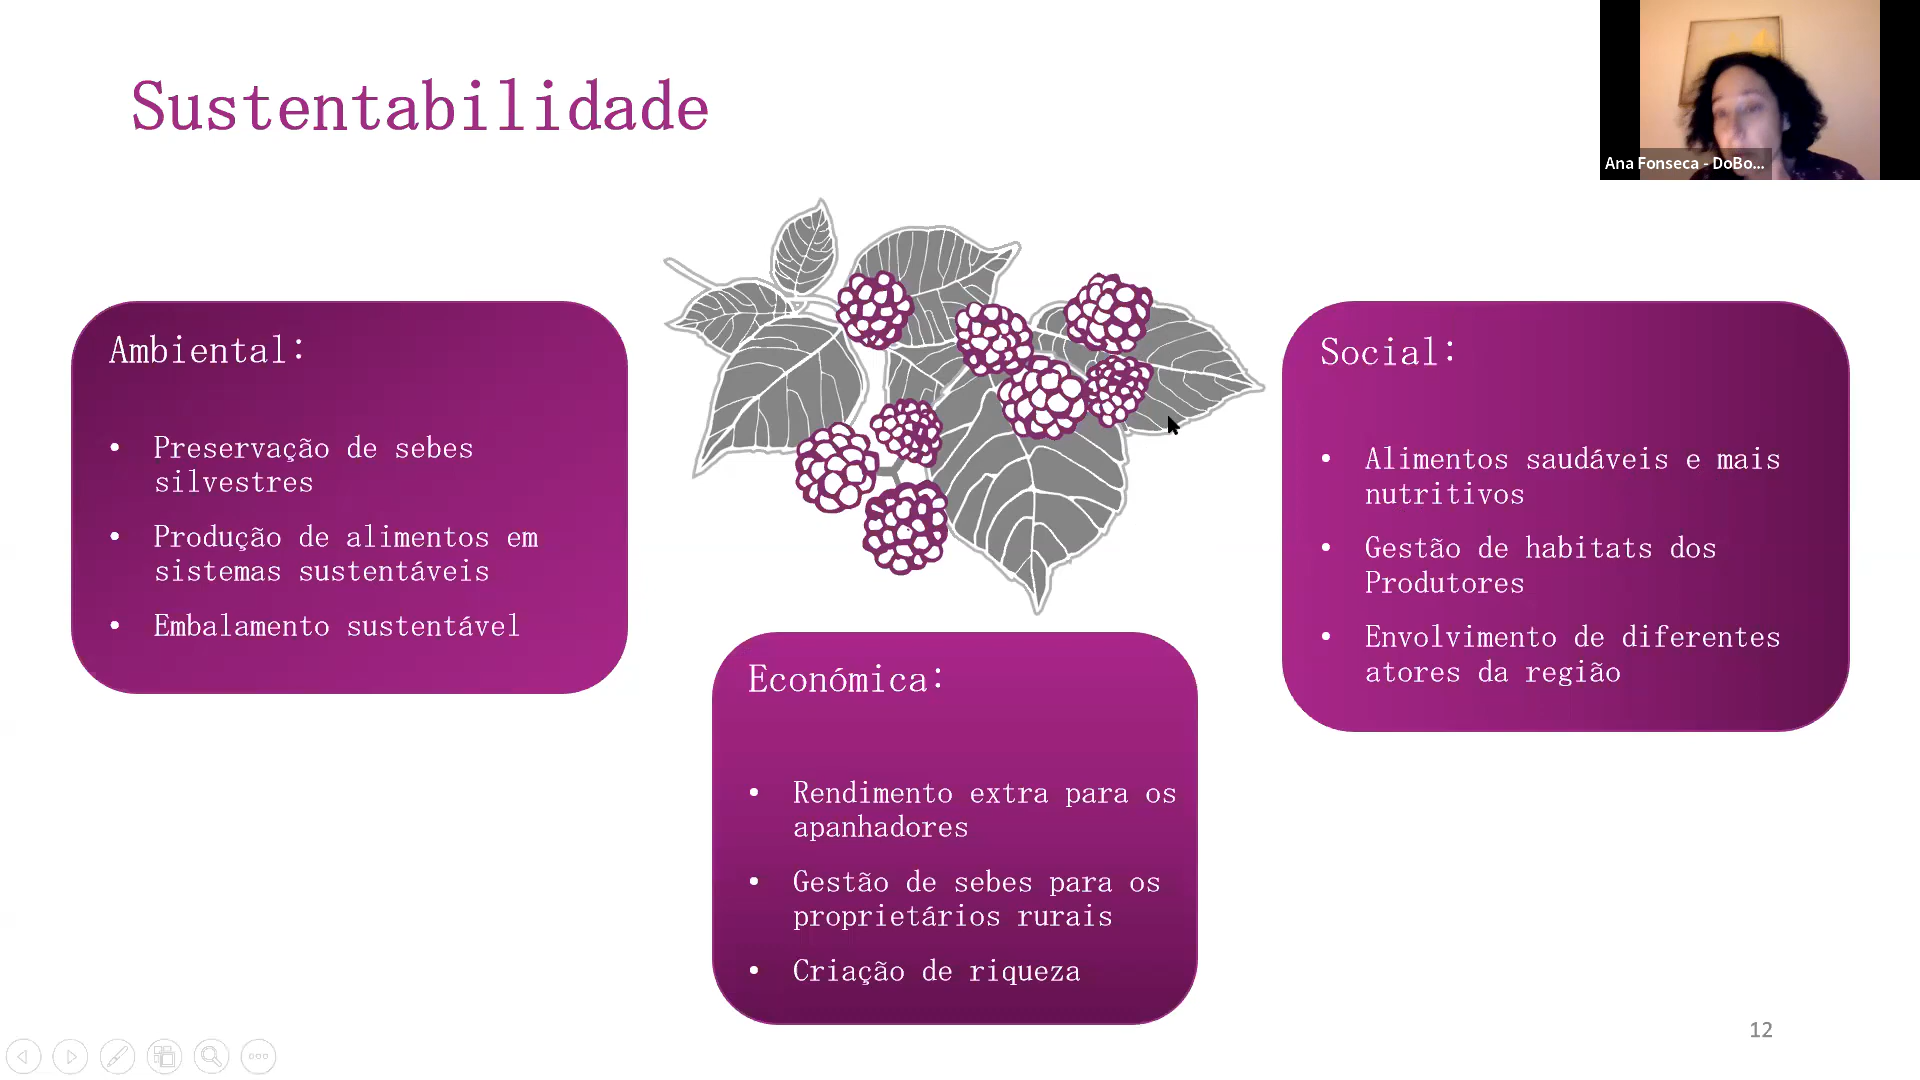 Sustentabilidade
Ana Fonseca - DoBo...
Ambiental:
• Preservação de sebes
silvestres
• Produção de alimentos em
sistemas sustentáveis
• Embalamento sustentável
Económica:
• Rendimento extra para os
apanhadores
• Gestão de sebes para os
proprietários rurais
• Criação de riqueza
Social:
• Alimentos saudáveis e mais
nutritivos
• Gestão de habitats dos
Produtores
• Envolvimento de diferentes
atores da região
12